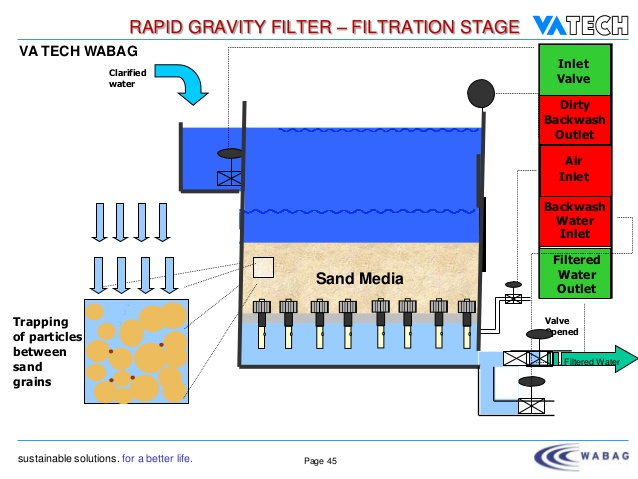 RAPID GRAVITY FILTER – FILTRATION STAGE
VA TECH
VA TECH WABAG
Clarified
water
Inlet
Valve
Dirty
Backwash
Outlet
Air
Inlet
Backwash
Water
Inlet
Filtered
Water
Outlet
Sand Media
Trapping
of particles
between
sand
grains
Valve
Opened
Filtered Water
sustainable solutions. for a better life.
Page 45
WABAG